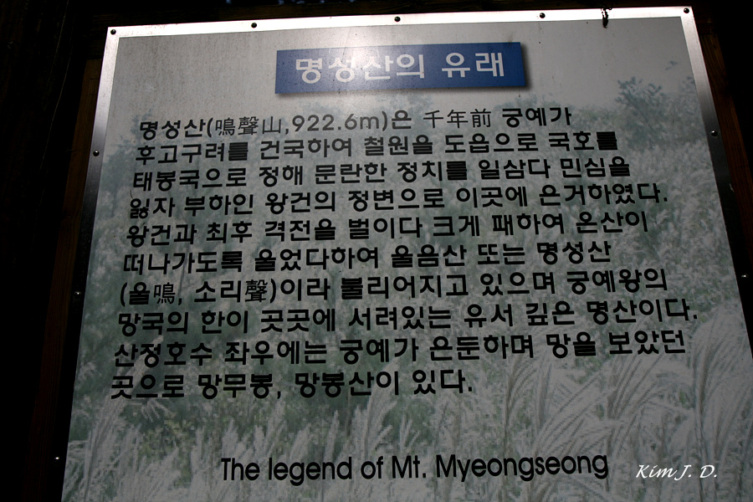 명성산의 유래
명성산(鳴聲山,922.6m)은 千年前 궁예가
후고구려를 건국하여 철원을 도읍으로 국호를
태봉국으로 정해 문란한 정치를 일삼다 민심을
잃자 부하인 왕건의 정변으로 이곳에 은거하였다.
왕건과 최후 격전을 벌이다 크게 패하여 온산이
떠나가도록 울었다하여 울음산 또는 명성산
(울鳴, 소리聲)이라 불리어지고 있으며 궁예왕의
망국의 한이 곳곳에 서려있는 유서 깊은 명산이다.
산정호수 좌우에는 궁예가 은둔하며 망을 보았던
곳으로 망무봉, 망봉산이 있다.
The legend of Mt. Myeongseong
Kim J. D.